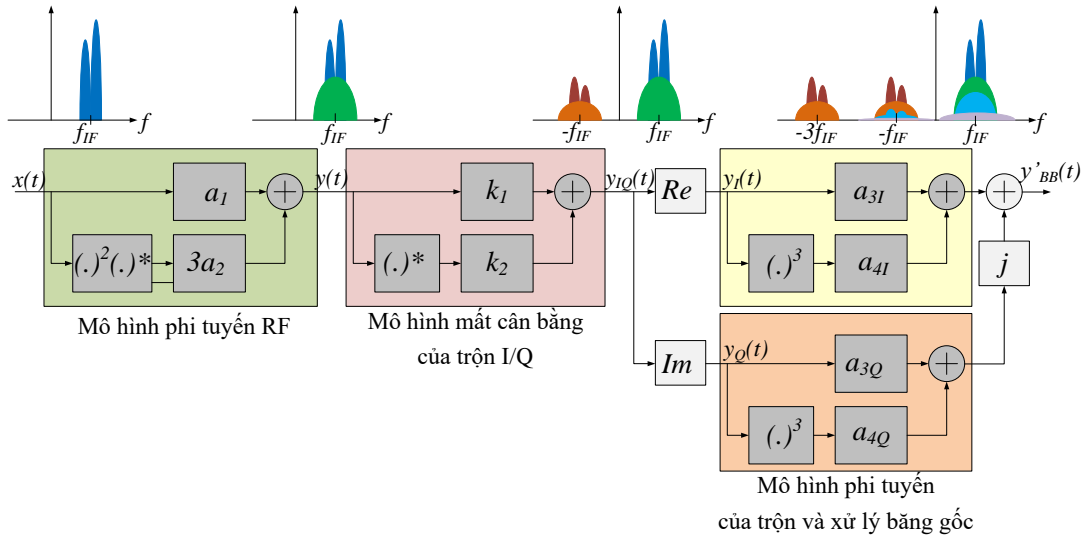 f_IF f
f_IF f
-f_IF f_IF f
-3f_IF -f_IF f_IF f
x(t) a_1 + y(t) k_1 + y_IQ(t) Re y_I(t) a_3I + + y'_BB(t)
(.)^2(.)* 3a_2 (.)* k_2 (.)^3 a_4I j
Mô hình phi tuyến RF
Mô hình mất cân bằng
của trộn I/Q
Im y_Q(t) a_3Q +
(.)^3 a_4Q
Mô hình phi tuyến
của trộn và xử lý băng gốc